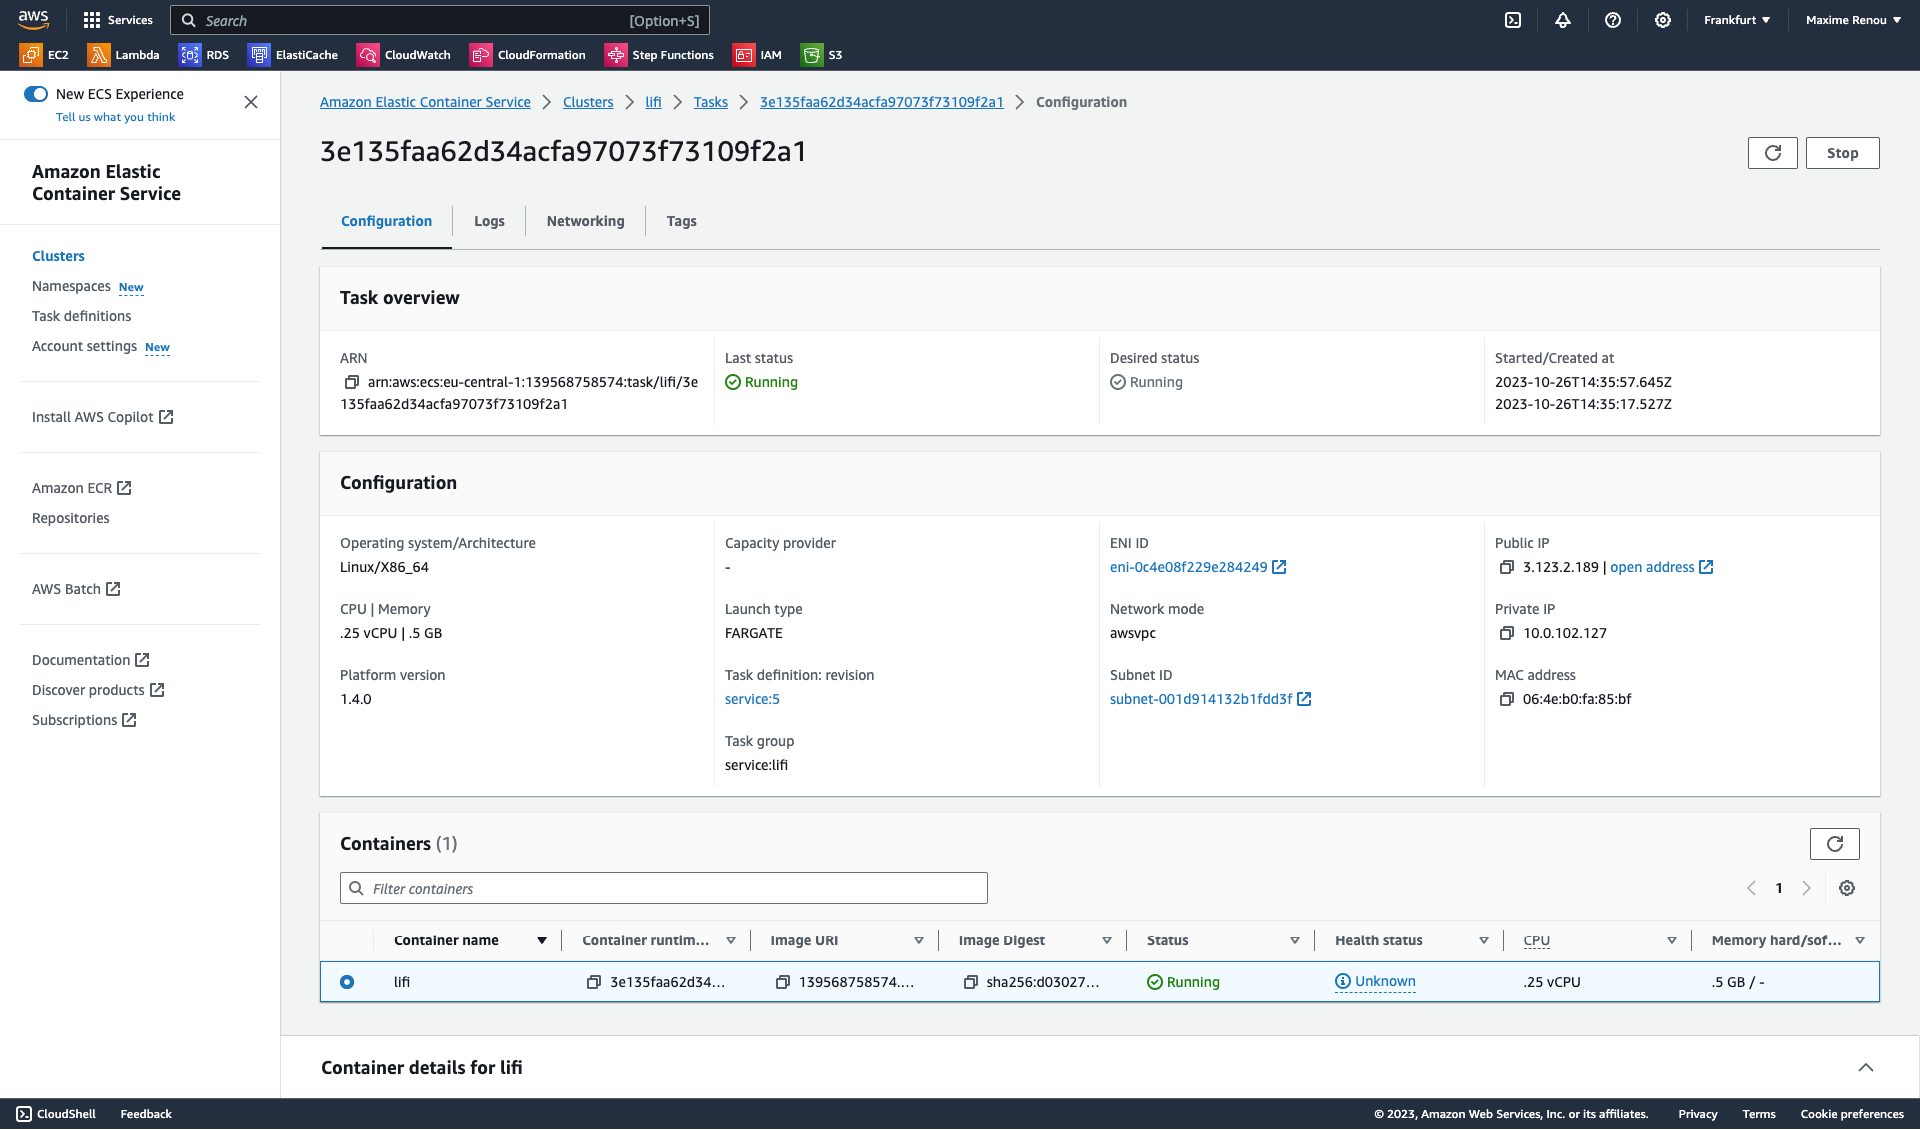 aws
Services
Search
[Option+S]
Frankfurt
Maxime Renou
EC2
Lambda
RDS
ElastiCache
CloudWatch
CloudFormation
Step Functions
IAM
S3
New ECS Experience
Tell us what you think
Amazon Elastic
Container Service
Clusters
Namespaces New
Task definitions
Account settings New
Install AWS Copilot
Amazon ECR
Repositories
AWS Batch
Documentation
Discover products
Subscriptions
Amazon Elastic Container Service
Clusters
lifi
Tasks
3e135faa62d34acfa97073f73109f2a1
Configuration
3e135faa62d34acfa97073f73109f2a1
Stop
Configuration
Logs
Networking
Tags
Task overview
ARN
arn:aws:ecs:eu-central-1:139568758574:task/lifi/3e
135faa62d34acfa97073f73109f2a1
Last status
Running
Desired status
Running
Started/Created at
2023-10-26T14:35:57.645Z
2023-10-26T14:35:17.527Z
Configuration
Operating system/Architecture
Linux/X86_64
CPU | Memory
.25 vCPU | .5 GB
Platform version
1.4.0
Capacity provider
-
Launch type
FARGATE
Task definition: revision
service:5
Task group
service:lifi
ENI ID
eni-0c4e08f229e284249
Network mode
awsvpc
Subnet ID
subnet-001d914132b1fdd3f
Public IP
3.123.2.189 | open address
Private IP
10.0.102.127
MAC address
06:4e:b0:fa:85:bf
Containers (1)
Filter containers
1
Container name
Container runtim...
Image URI
Image Digest
Status
Health status
CPU
Memory hard/sof...
lifi
3e135faa62d34...
139568758574....
sha256:d03027...
Running
Unknown
.25 vCPU
.5 GB / -
Container details for lifi
CloudShell
Feedback
© 2023, Amazon Web Services, Inc. or its affiliates.
Privacy
Terms
Cookie preferences